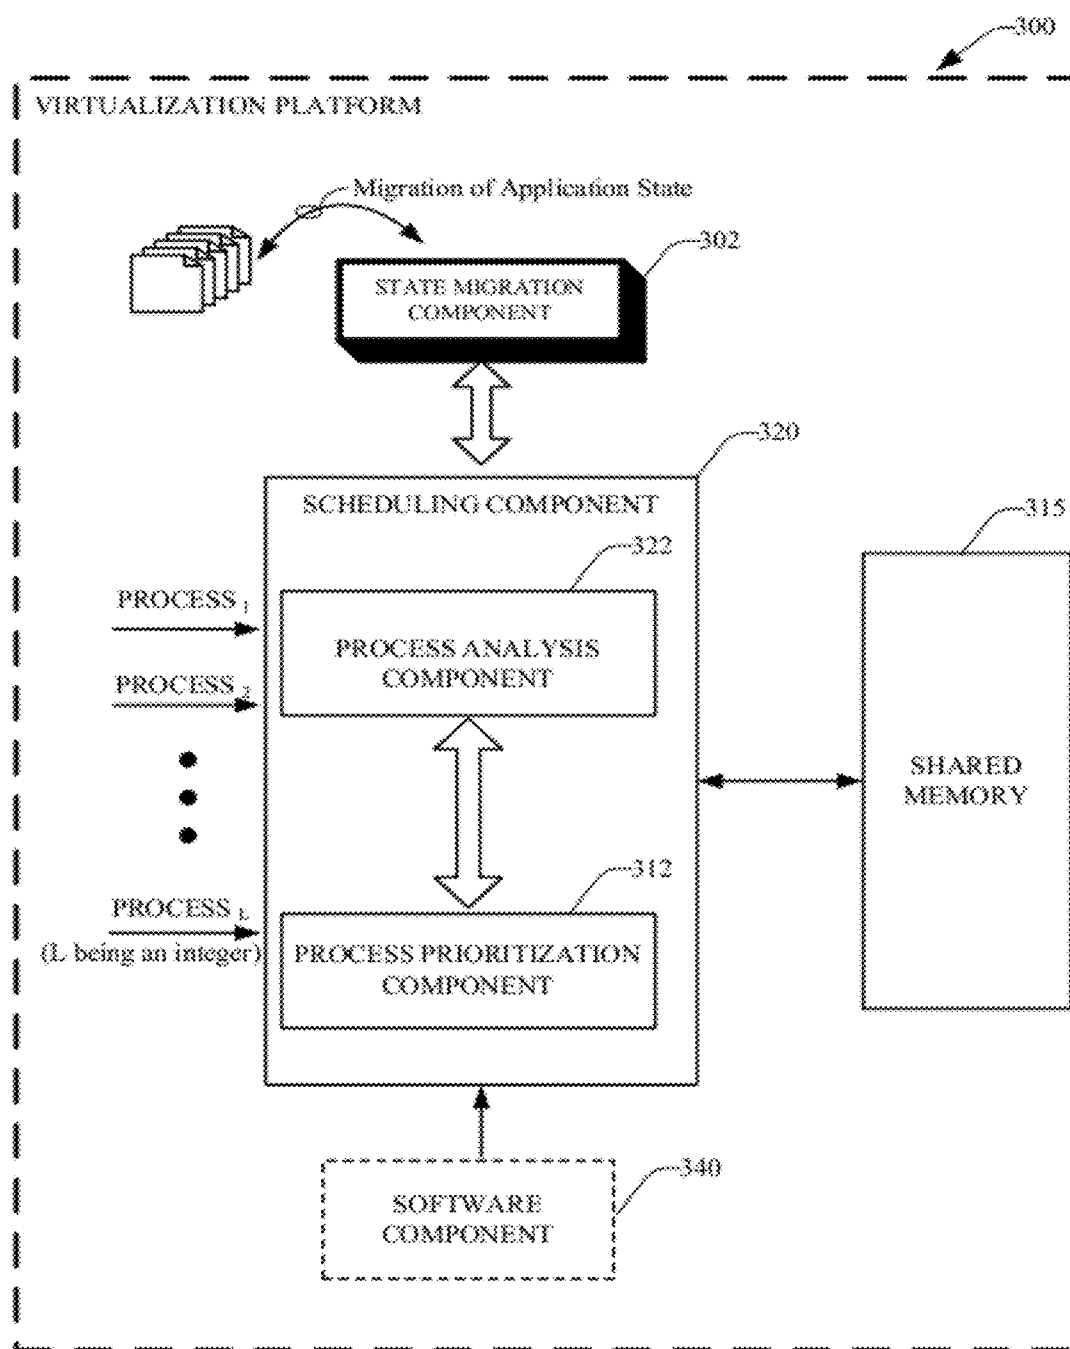 300
VIRTUALIZATION PLATFORM
Migration of Application State
302
STATE MIGRATION
COMPONENT
320
SCHEDULING COMPONENT
315
322
PROCESS 1
PROCESS ANALYSIS
COMPONENT
PROCESS 2
SHARED
MEMORY
312
PROCESS L
(L being an integer)
PROCESS PRIORITIZATION
COMPONENT
340
SOFTWARE
COMPONENT